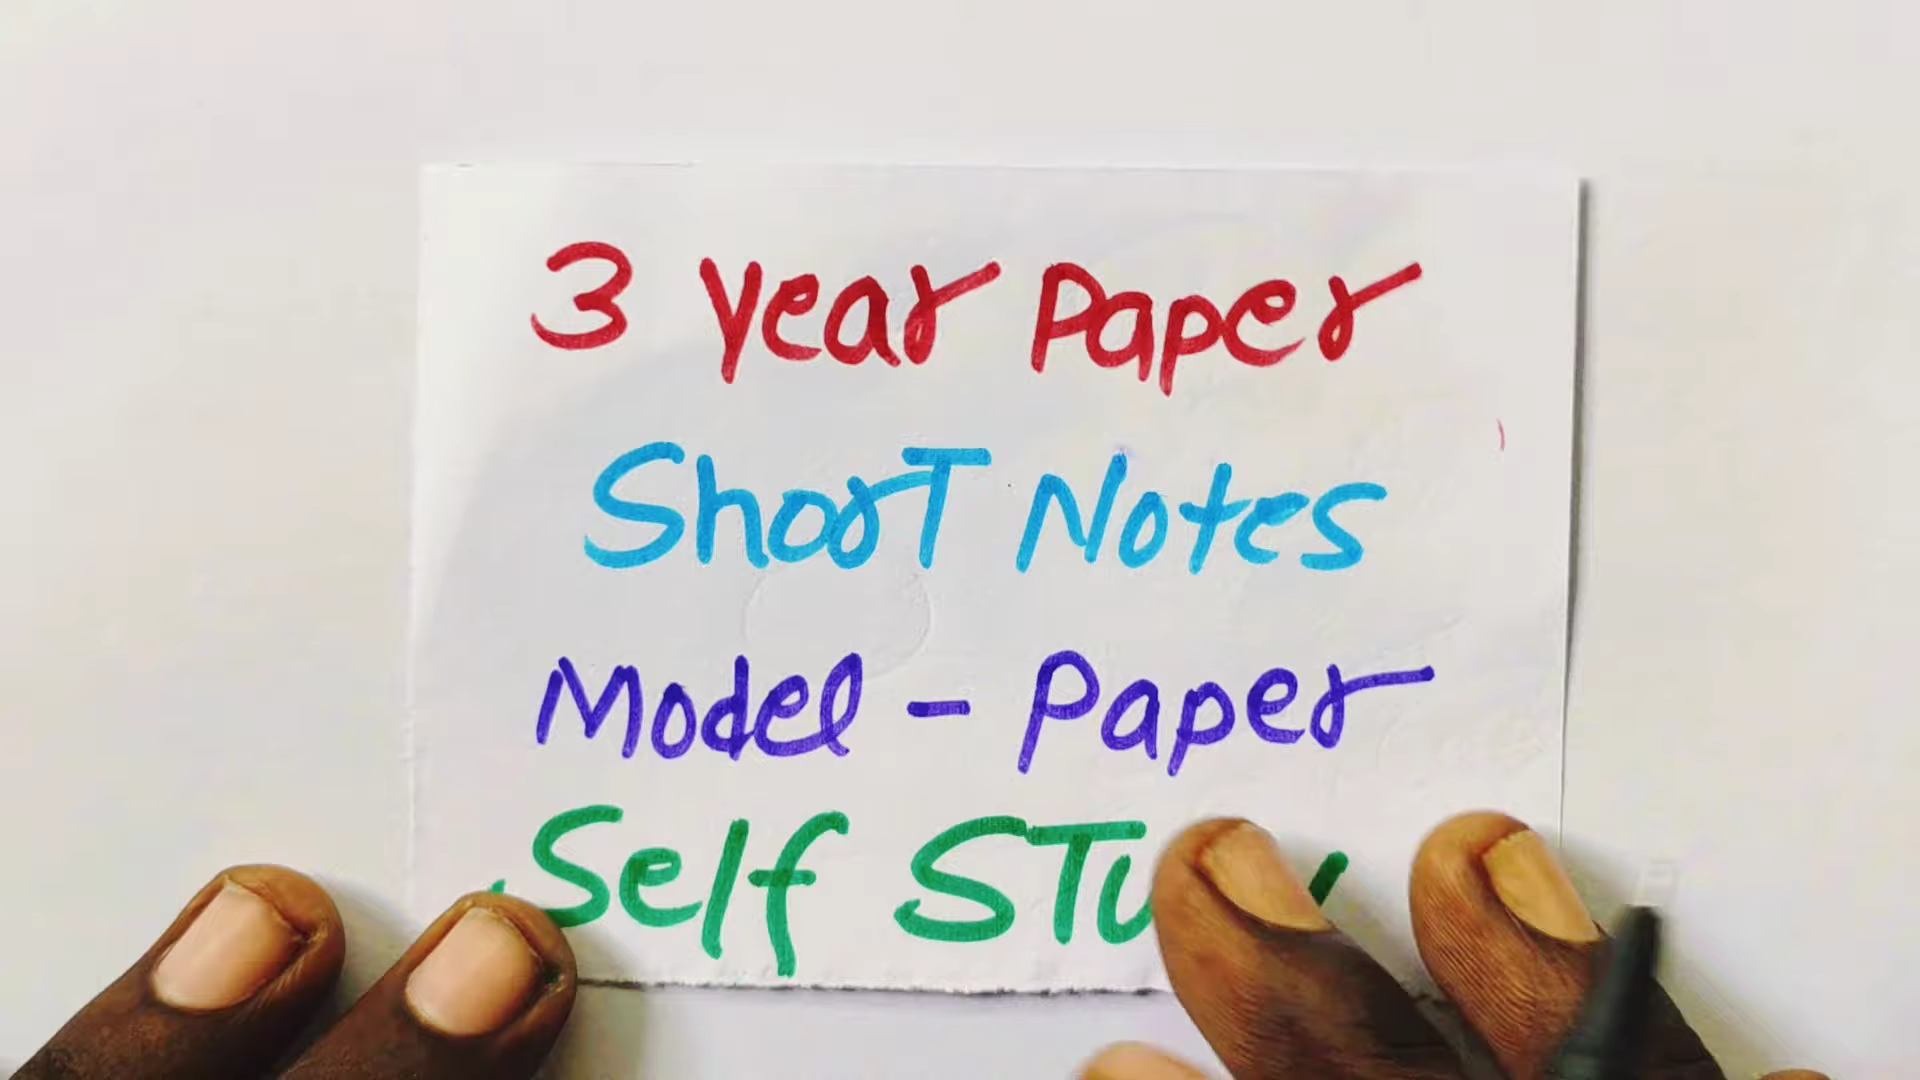 3 Year Paper
Short Notes
Model - Paper
Self